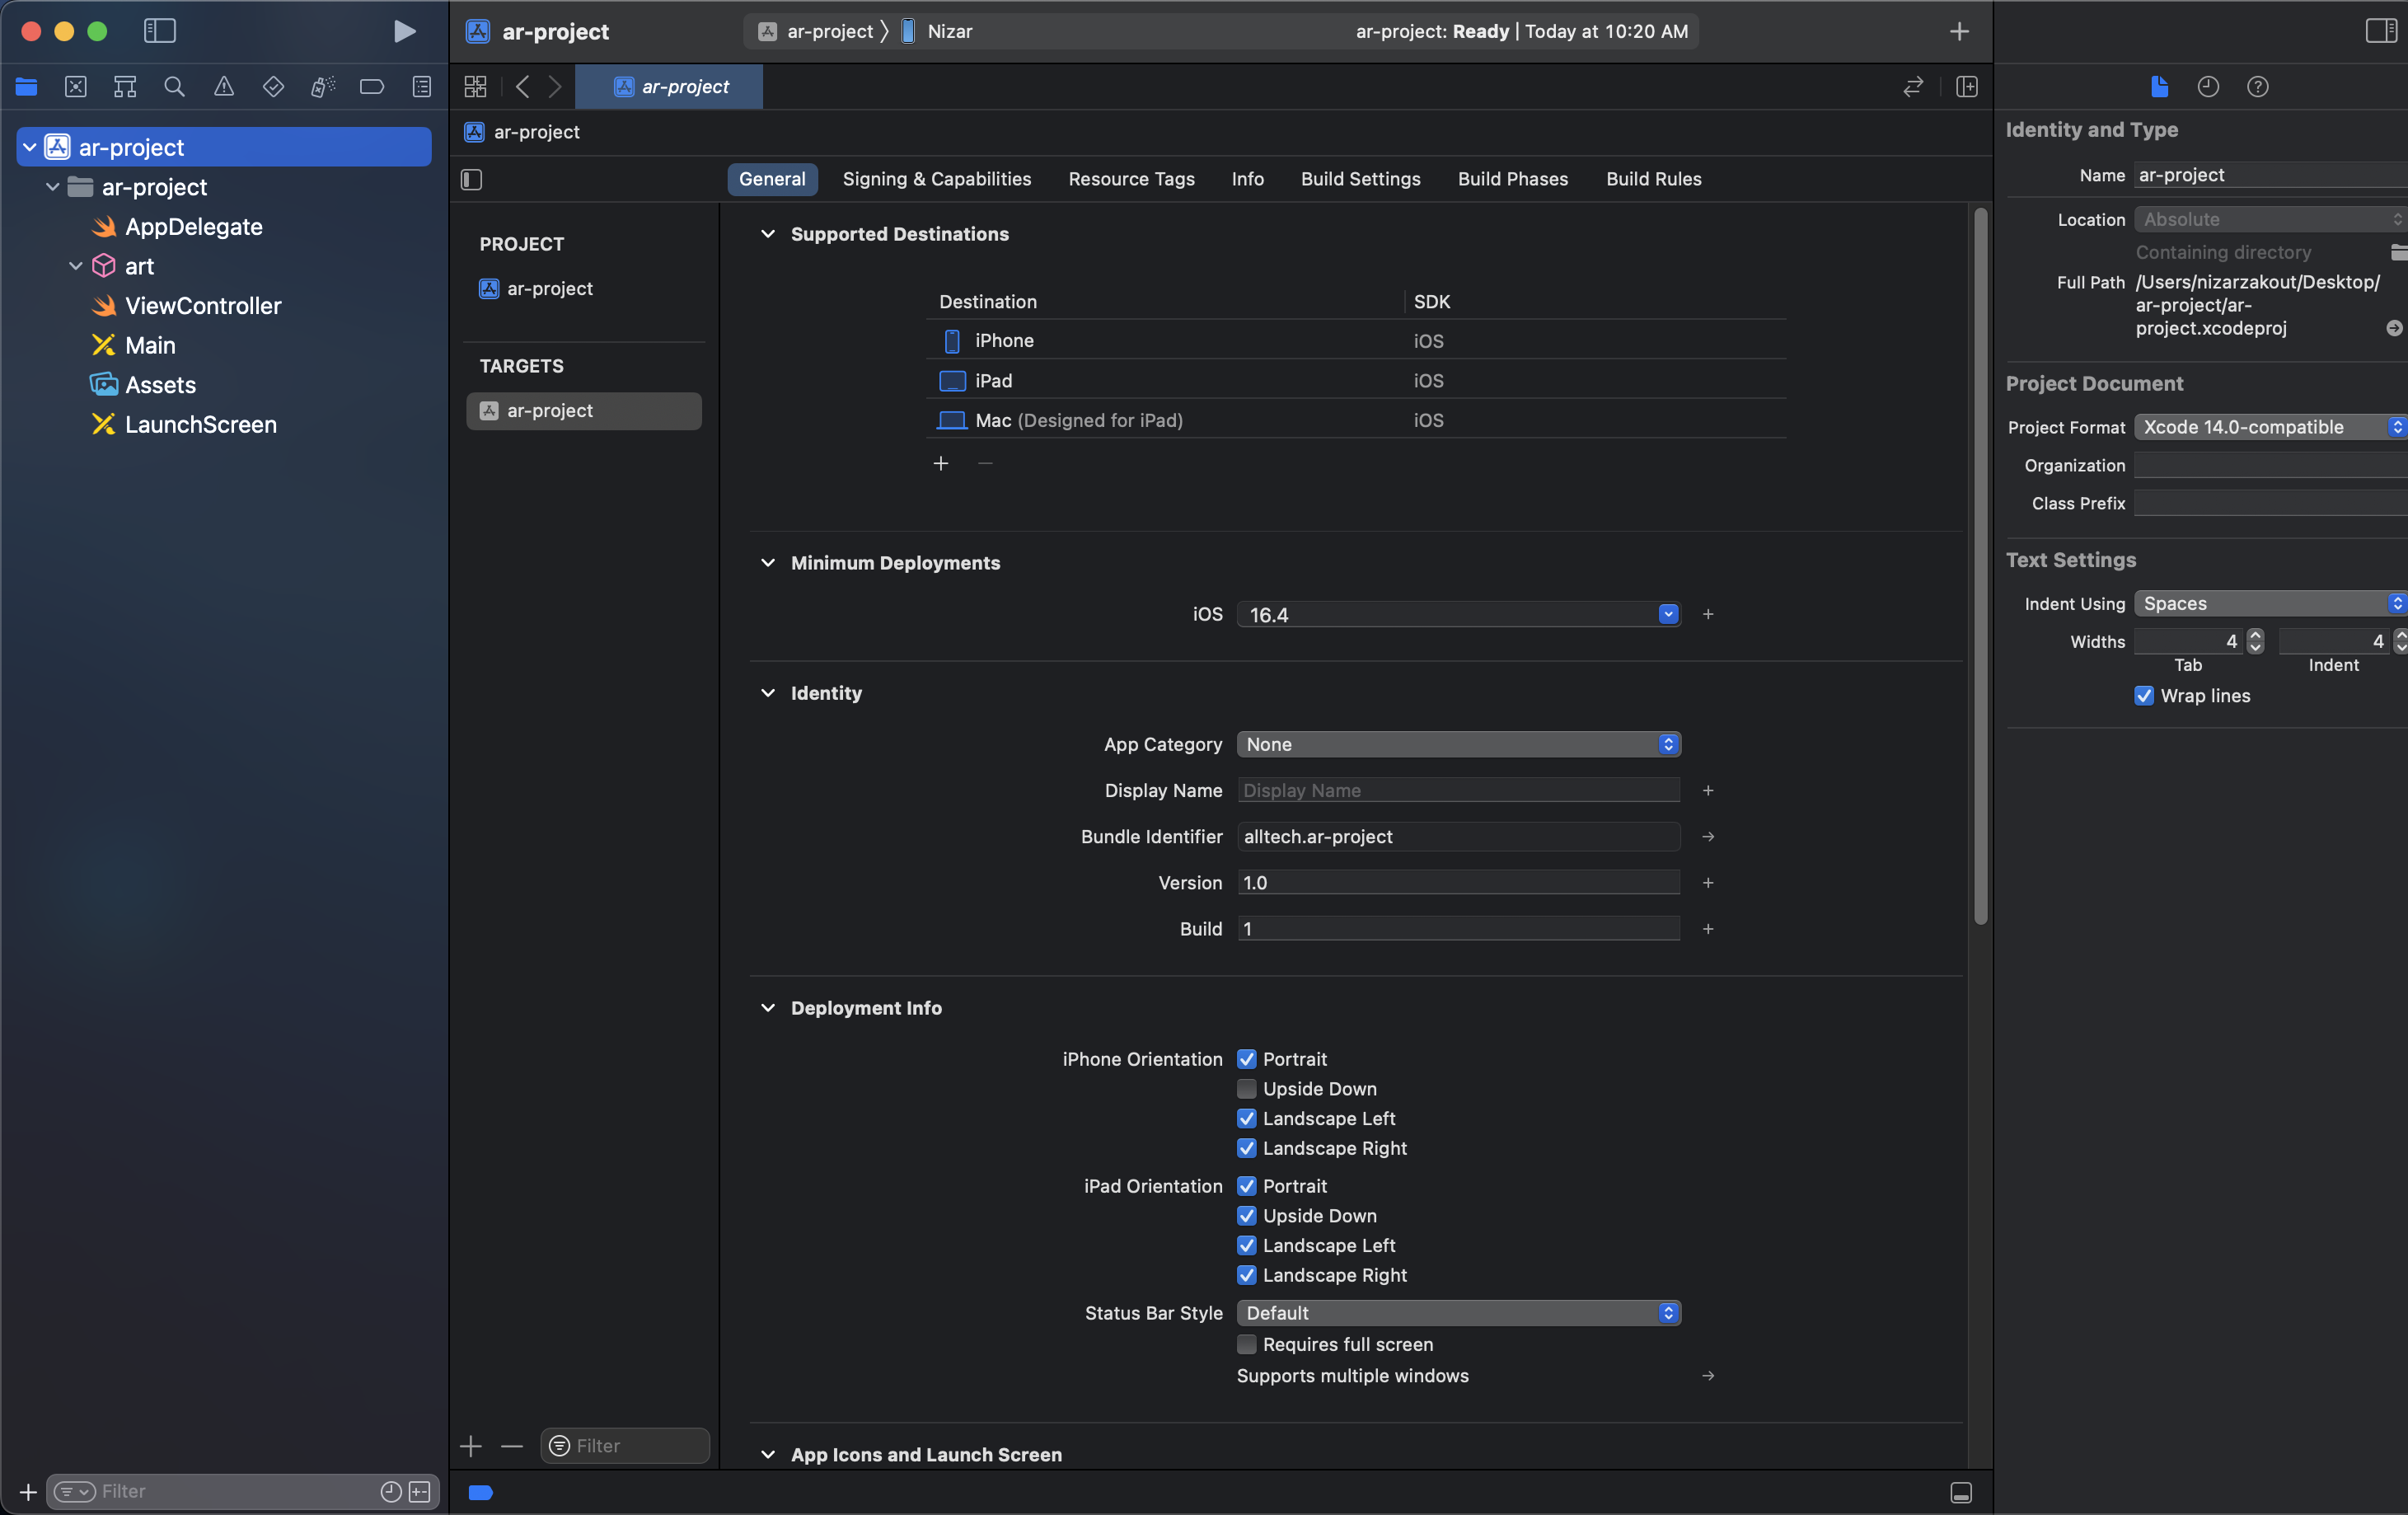 ar-project
ar-project
Nizar
ar-project: Ready | Today at 10:20 AM
ar-project
ar-project
ar-project
ar-project
AppDelegate
art
ViewController
Main
Assets
LaunchScreen
Filter
General
Signing & Capabilities
Resource Tags
Info
Build Settings
Build Phases
Build Rules
PROJECT
ar-project
TARGETS
ar-project
Filter
Supported Destinations
Destination
SDK
iPhone
iOS
iPad
iOS
Mac (Designed for iPad)
iOS
Minimum Deployments
iOS
16.4
Identity
App Category
None
Display Name
Display Name
Bundle Identifier
alltech.ar-project
Version
1.0
Build
1
Deployment Info
iPhone Orientation
Portrait
Upside Down
Landscape Left
Landscape Right
iPad Orientation
Portrait
Upside Down
Landscape Left
Landscape Right
Status Bar Style
Default
Requires full screen
Supports multiple windows
App Icons and Launch Screen
Identity and Type
Name
ar-project
Location
Absolute
Containing directory
Full Path
/Users/nizarzakout/Desktop/
ar-project/ar-
project.xcodeproj
Project Document
Project Format
Xcode 14.0-compatible
Organization
Class Prefix
Text Settings
Indent Using
Spaces
Widths
4
4
Tab
Indent
Wrap lines